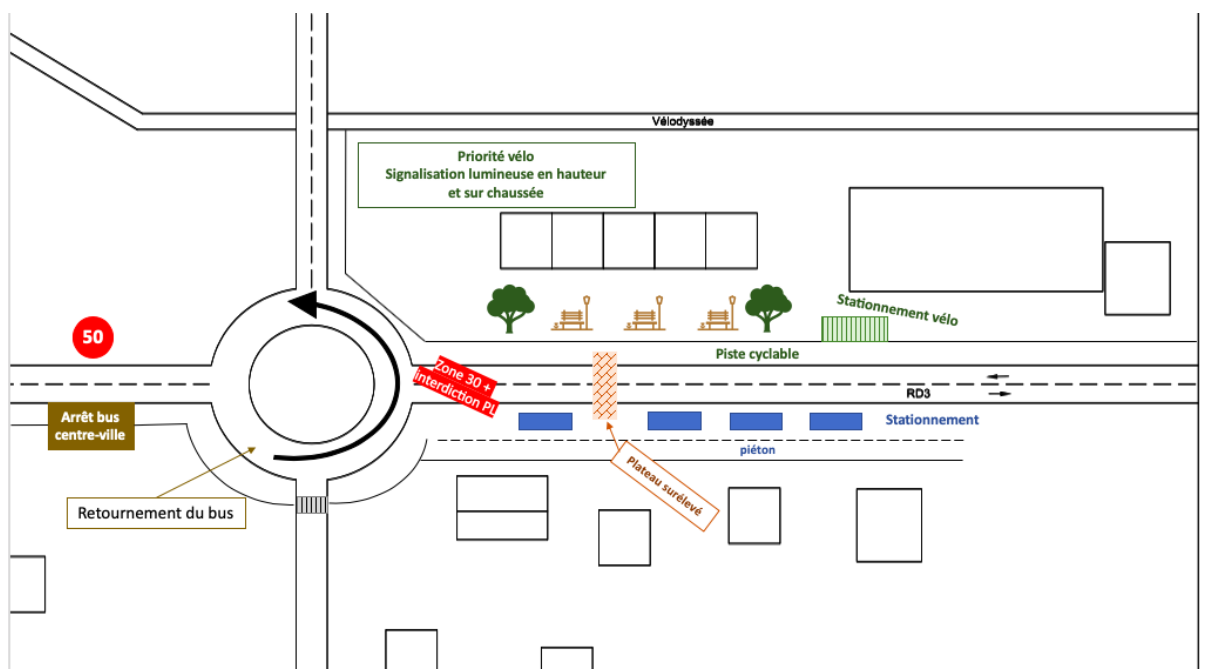 Vélodyssée
Priorité vélo
Signalisation lumineuse en hauteur
et sur chaussée
Stationnement vélo
50
Piste cyclable
Zone 30 +
interdiction PL
RD3
Arrêt bus
centre-ville
Stationnement
piéton
Plateau surélevé
Retournement du bus